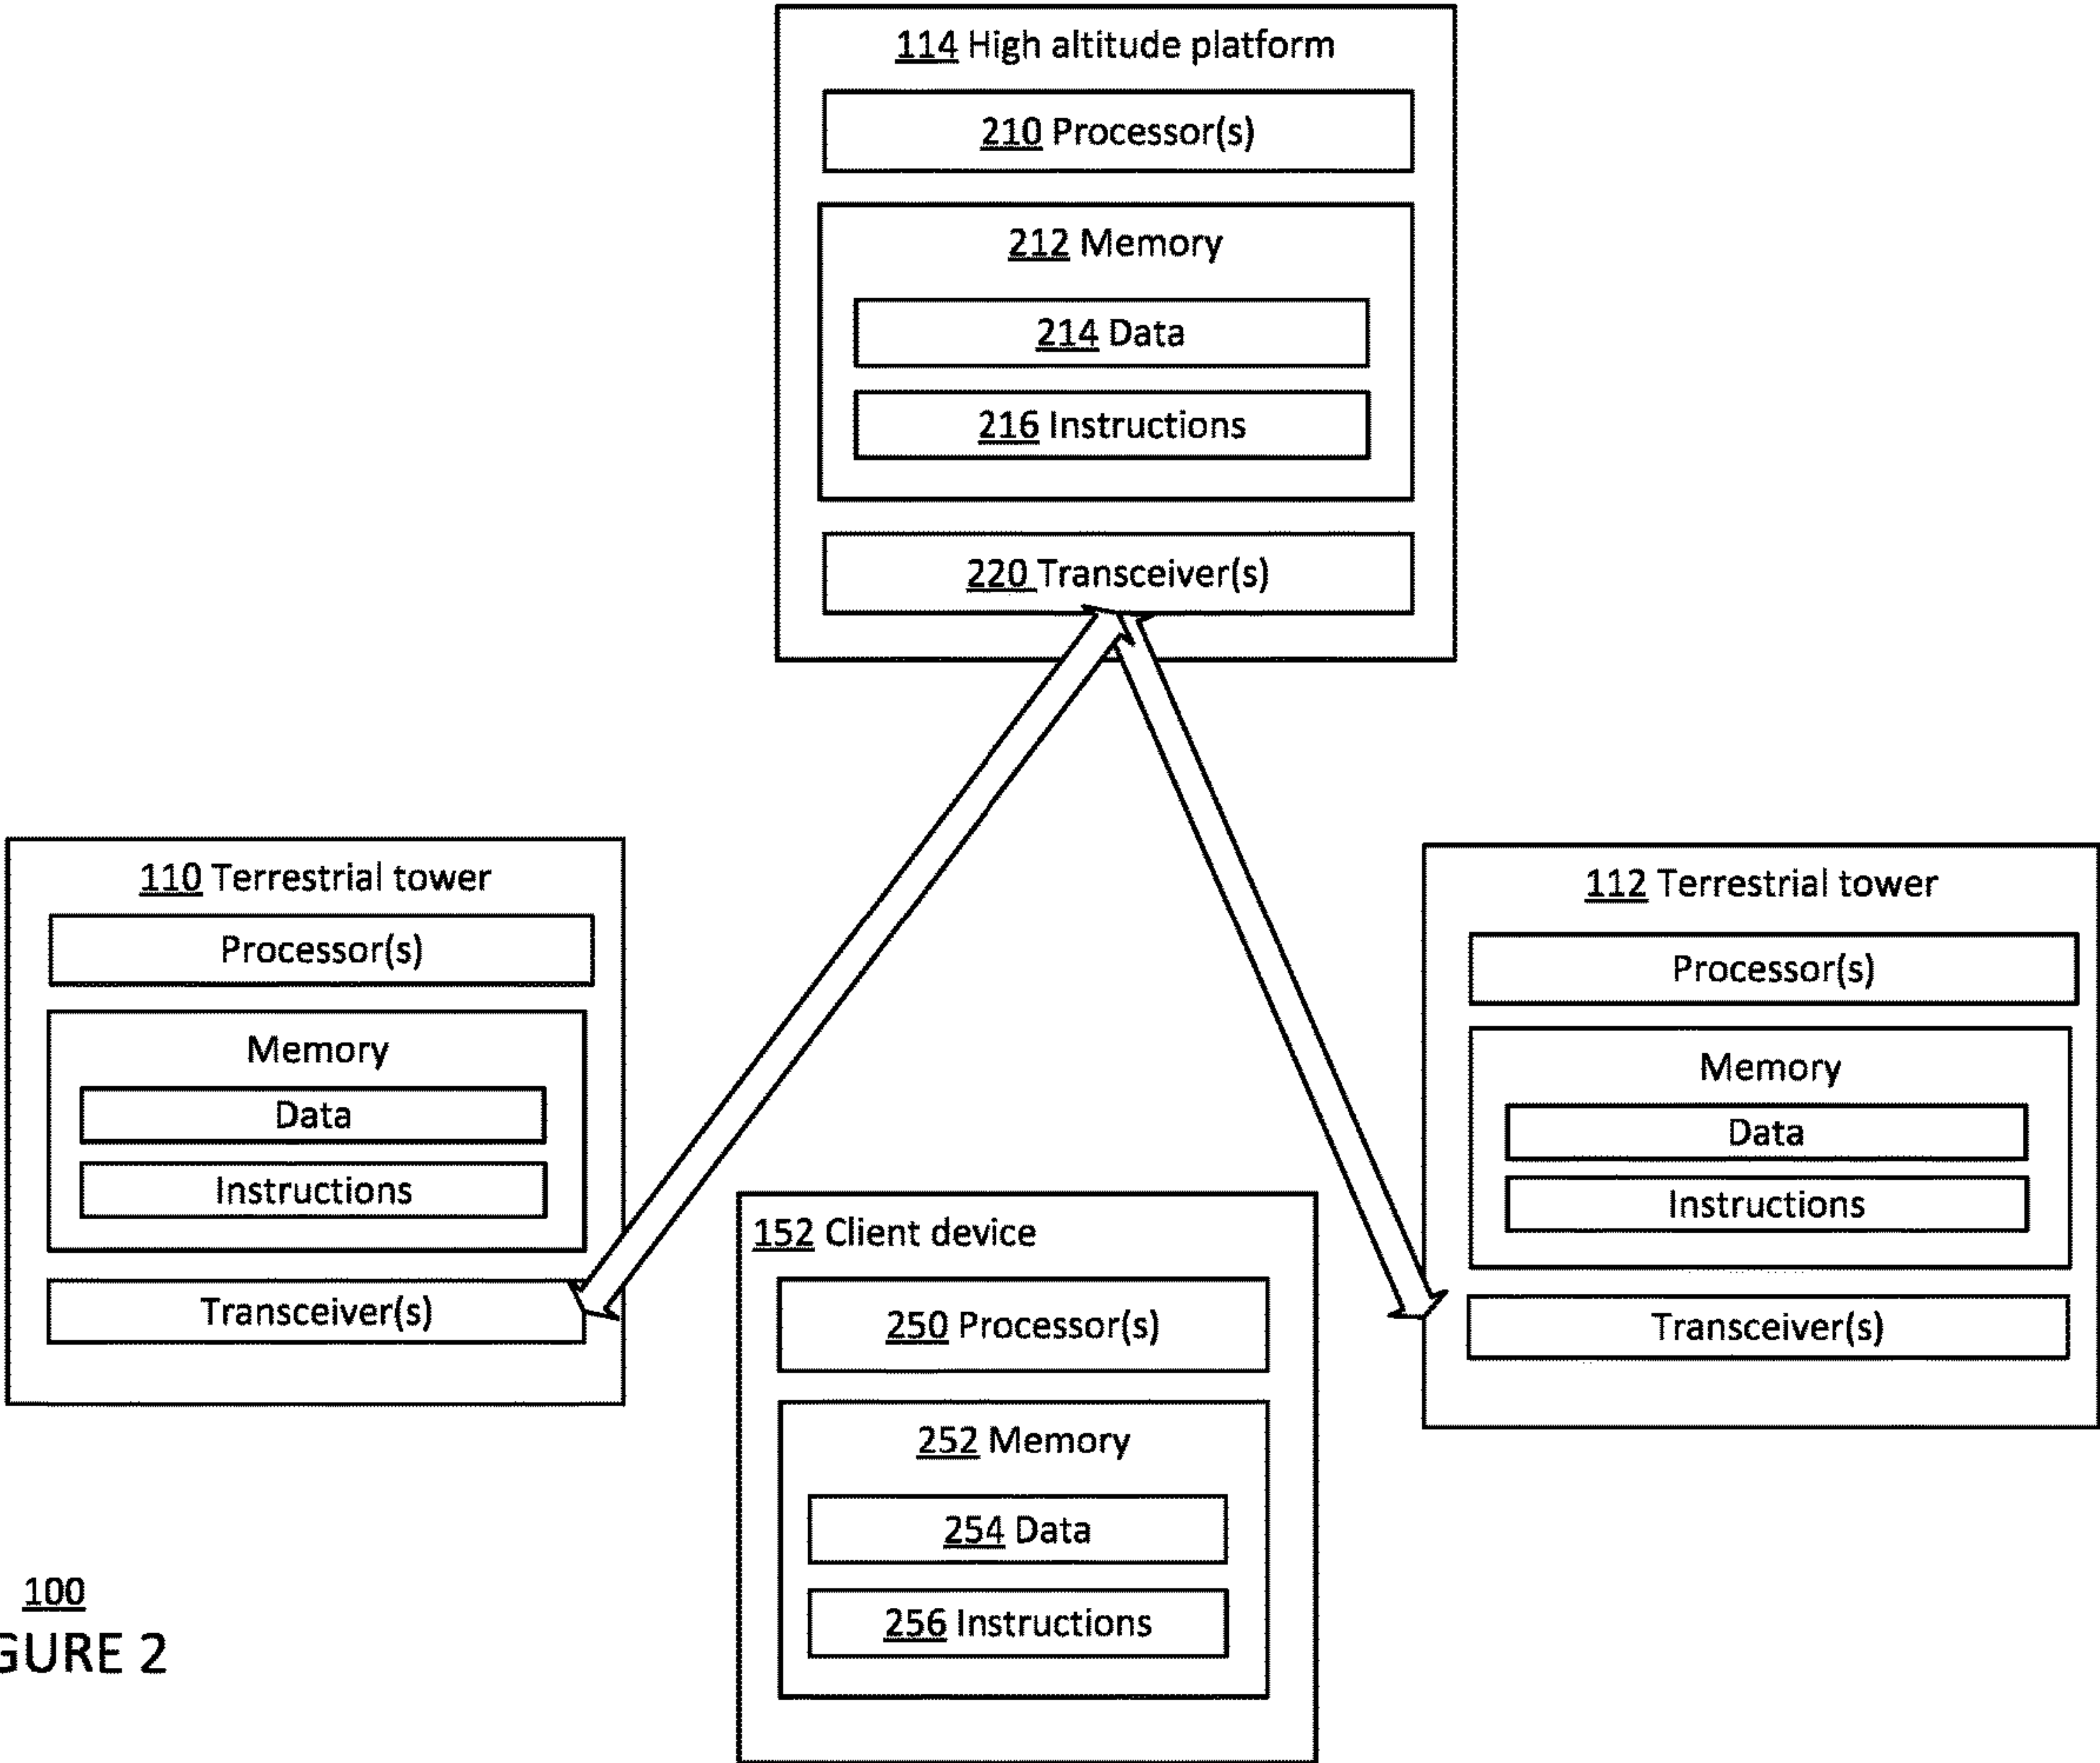 114 High altitude platform
210 Processor(s)
212 Memory
214 Data
216 Instructions
220 Transceiver(s)
110 Terrestrial tower
Processor(s)
Memory
Data
Instructions
Transceiver(s)
112 Terrestrial tower
Processor(s)
Memory
Data
Instructions
Transceiver(s)
152 Client device
250 Processor(s)
252 Memory
254 Data
256 Instructions
100
GURE 2